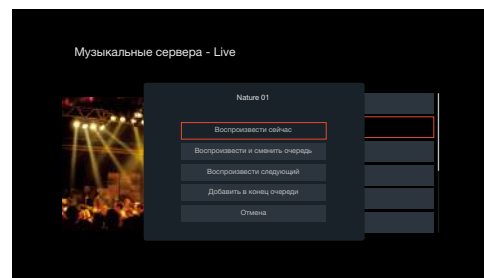 Музыкальные сервера - Live
Nature 01
Воспроизвести сейчас
Воспроизвести и сменить очередь
Воспроизвести следующий
Добавить в конец очереди
Отмена